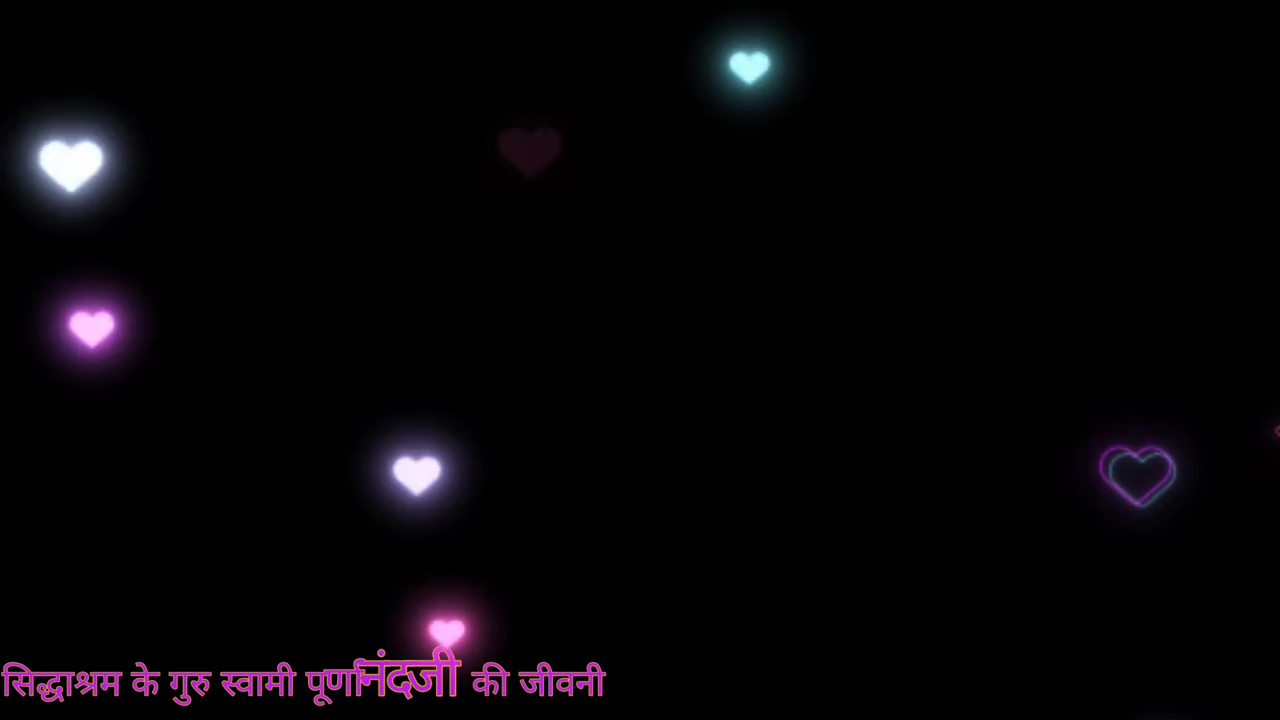 सिद्धाश्रम के गुरु स्वामी पूर्णानंदजी की जीवनी